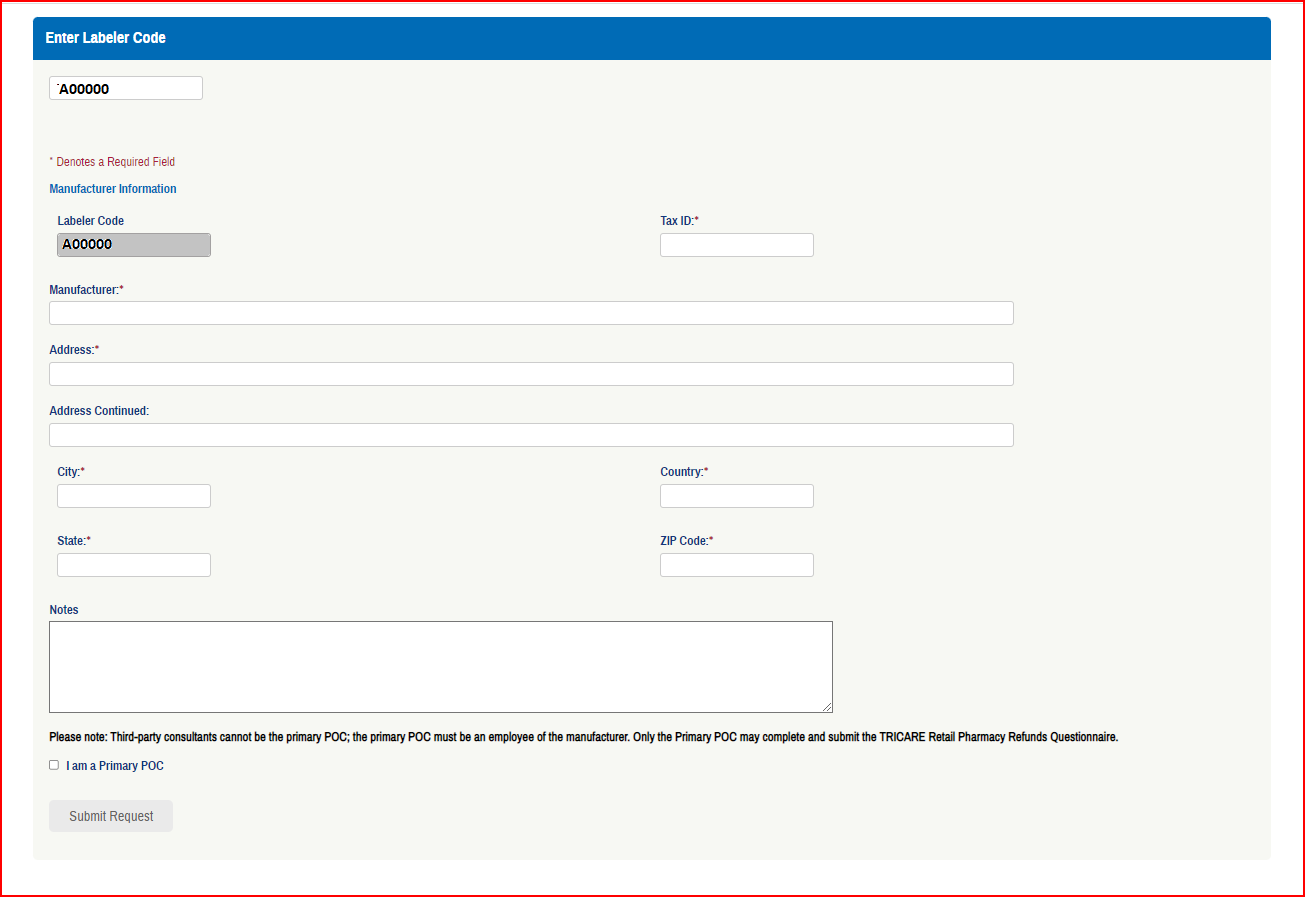 Enter Labeler Code
A00000
* Denotes a Required Field
Manufacturer Information
Labeler Code
Tax ID:*
A00000
Manufacturer:*
Address:*
Address Continued:
City:*
Country:*
State:*
ZIP Code:*
Notes
Please note: Third-party consultants cannot be the primary POC; the primary POC must be an employee of the manufacturer. Only the Primary POC may complete and submit the TRICARE Retail Pharmacy Refunds Questionnaire.
I am a Primary POC
Submit Request